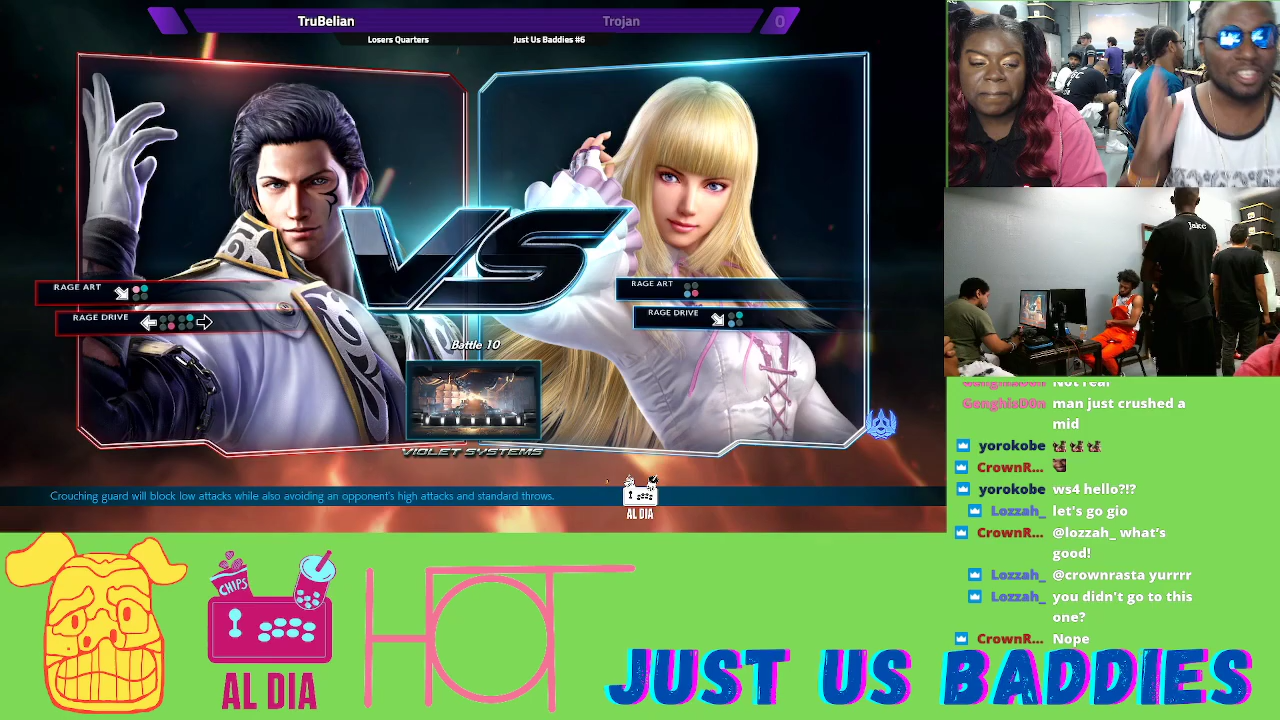 TruBelian
Trojan
0
Losers Quarters
Just Us Baddies #6
VS
RAGE ART
RAGE DRIVE
RAGE ART
RAGE DRIVE
Battle 10
VIOLET SYSTEMS
Crouching guard will block low attacks while also avoiding an opponent's high attacks and standard throws.
AL DIA
jake
Not real
GenghisD0n man just crushed a
mid
yorokobe
CrownR...
yorokobe ws4 hello?!?
Lozzah_ let's go gio
CrownR... @lozzah_ what's
good!
Lozzah_ @crownrasta yurrrr
Lozzah_ you didn't go to this
one?
CrownR... Nope
CHIPS
AL DIA
HOT
JUST US BADDIES